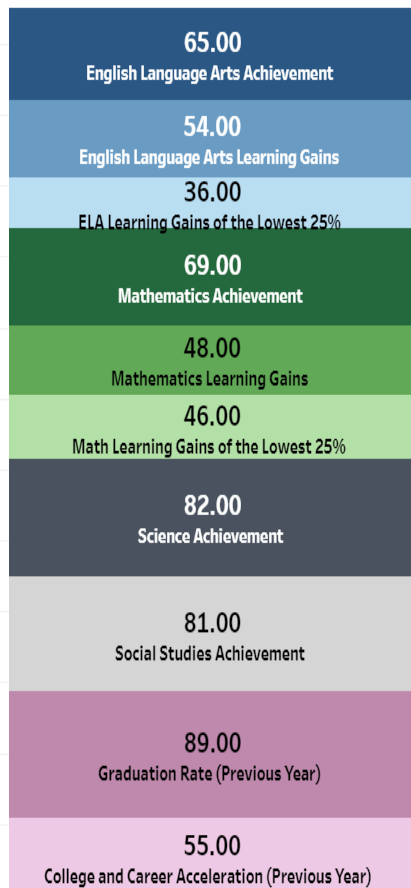 65.00
English Language Arts Achievement
54.00
English Language Arts Learning Gains
36.00
ELA Learning Gains of the Lowest 25%
69.00
Mathematics Achievement
48.00
Mathematics Learning Gains
46.00
Math Learning Gains of the Lowest 25%
82.00
Science Achievement
81.00
Social Studies Achievement
89.00
Graduation Rate (Previous Year)
55.00
College and Career Acceleration (Previous Year)